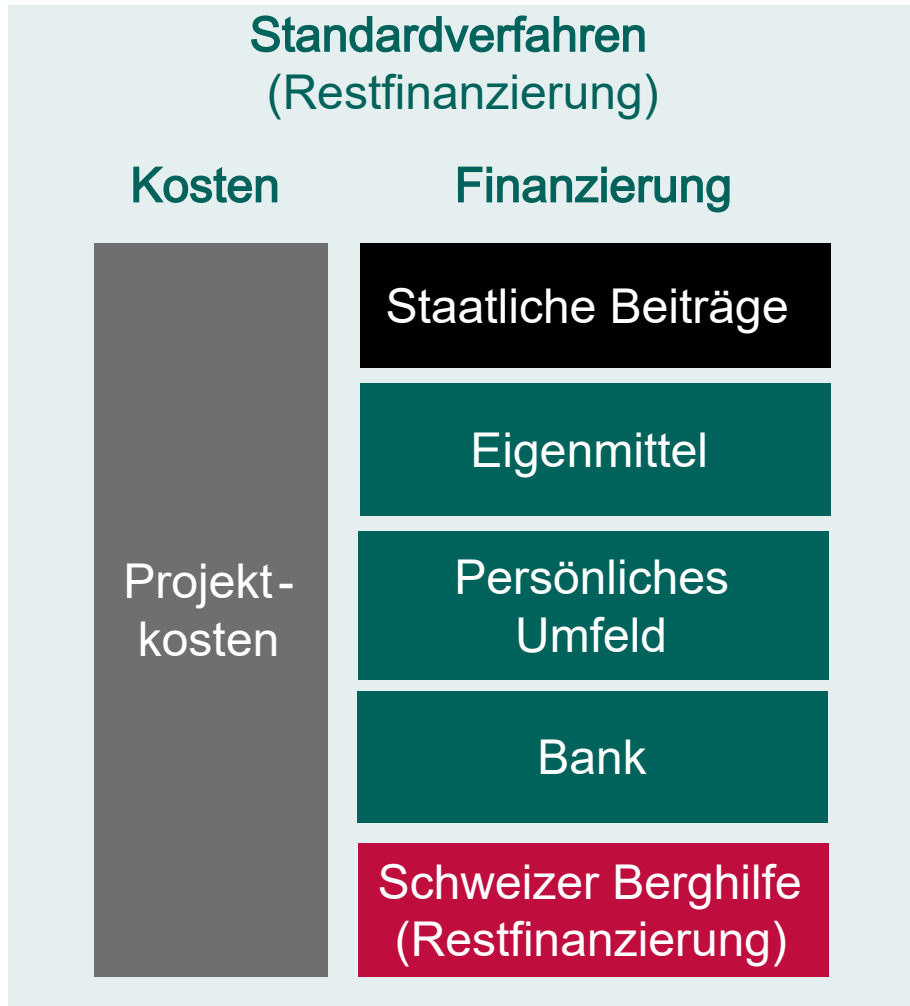 Standardverfahren
(Restfinanzierung)
Kosten
Finanzierung
Projekt-
kosten
Staatliche Beiträge
Eigenmittel
Persönliches
Umfeld
Bank
Schweizer Berghilfe
(Restfinanzierung)